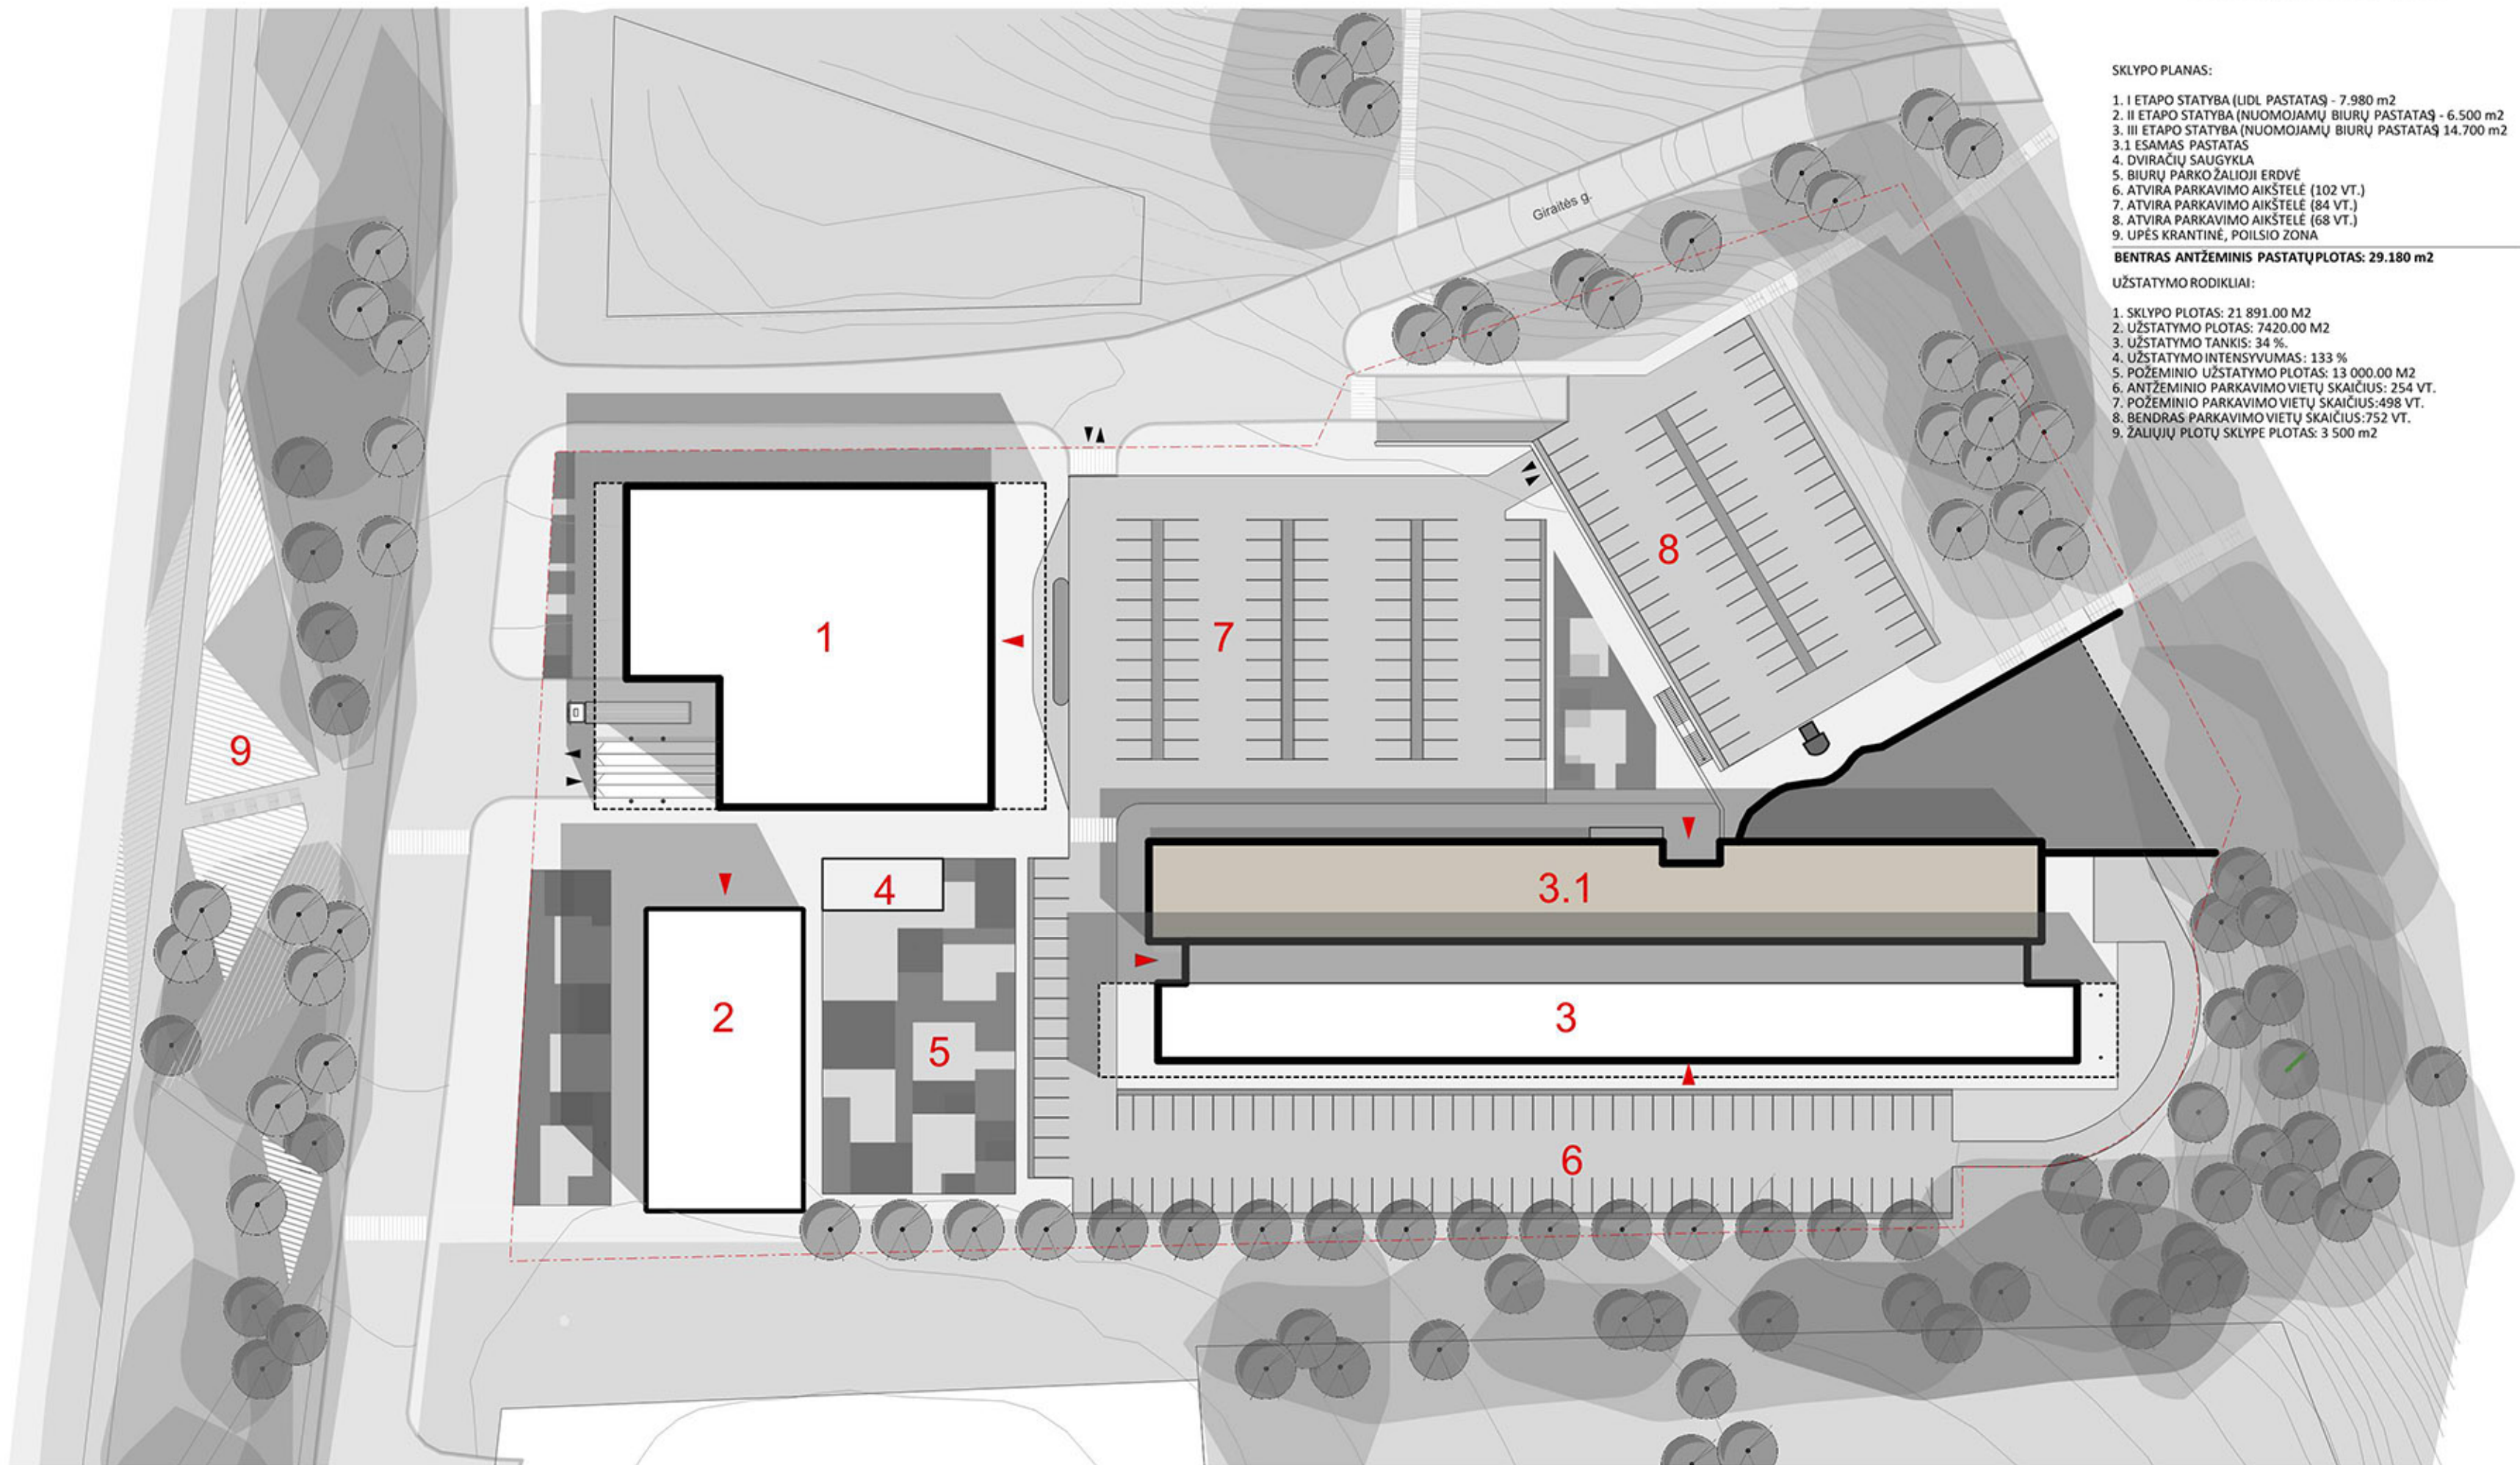 SKLYPO PLANAS:
1. I ETAPO STATYBA (LIDL PASTATAS) - 7.980 m2
2. II ETAPO STATYBA (NUOMOJAMŲ BIURŲ PASTATAS) - 6.500 m2
3. III ETAPO STATYBA (NUOMOJAMŲ BIURŲ PASTATAS) 14.700 m2
3.1 ESAMAS PASTATAS
4. DVIRAČIŲ SAUGYKLA
5. BIURŲ PARKO ŽALIOJI ERDVĖ
6. ATVIRA PARKAVIMO AIKŠTELĖ (102 VT.)
7. ATVIRA PARKAVIMO AIKŠTELĖ (84 VT.)
8. ATVIRA PARKAVIMO AIKŠTELĖ (68 VT.)
9. UPĖS KRANTINĖ, POILSIO ZONA
BENTRAS ANTŽEMINIS PASTATŲ PLOTAS: 29.180 m2
UŽSTATYMO RODIKLIAI:
1. SKLYPO PLOTAS: 21 891.00 M2
2. UŽSTATYMO PLOTAS: 7420.00 M2
3. UŽSTATYMO TANKIS: 34 %.
4. UŽSTATYMO INTENSYVUMAS: 133 %
5. POŽEMINIO UŽSTATYMO PLOTAS: 13 000.00 M2
6. ANTŽEMINIO PARKAVIMO VIETŲ SKAIČIUS: 254 VT.
7. POŽEMINIO PARKAVIMO VIETŲ SKAIČIUS:498 VT.
8. BENDRAS PARKAVIMO VIETŲ SKAIČIUS:752 VT.
9. ŽALIŲJŲ PLOTŲ SKLYPE PLOTAS: 3 500 m2
Giraitės g.
8
1
7
9
4
3.1
2
3
5
6